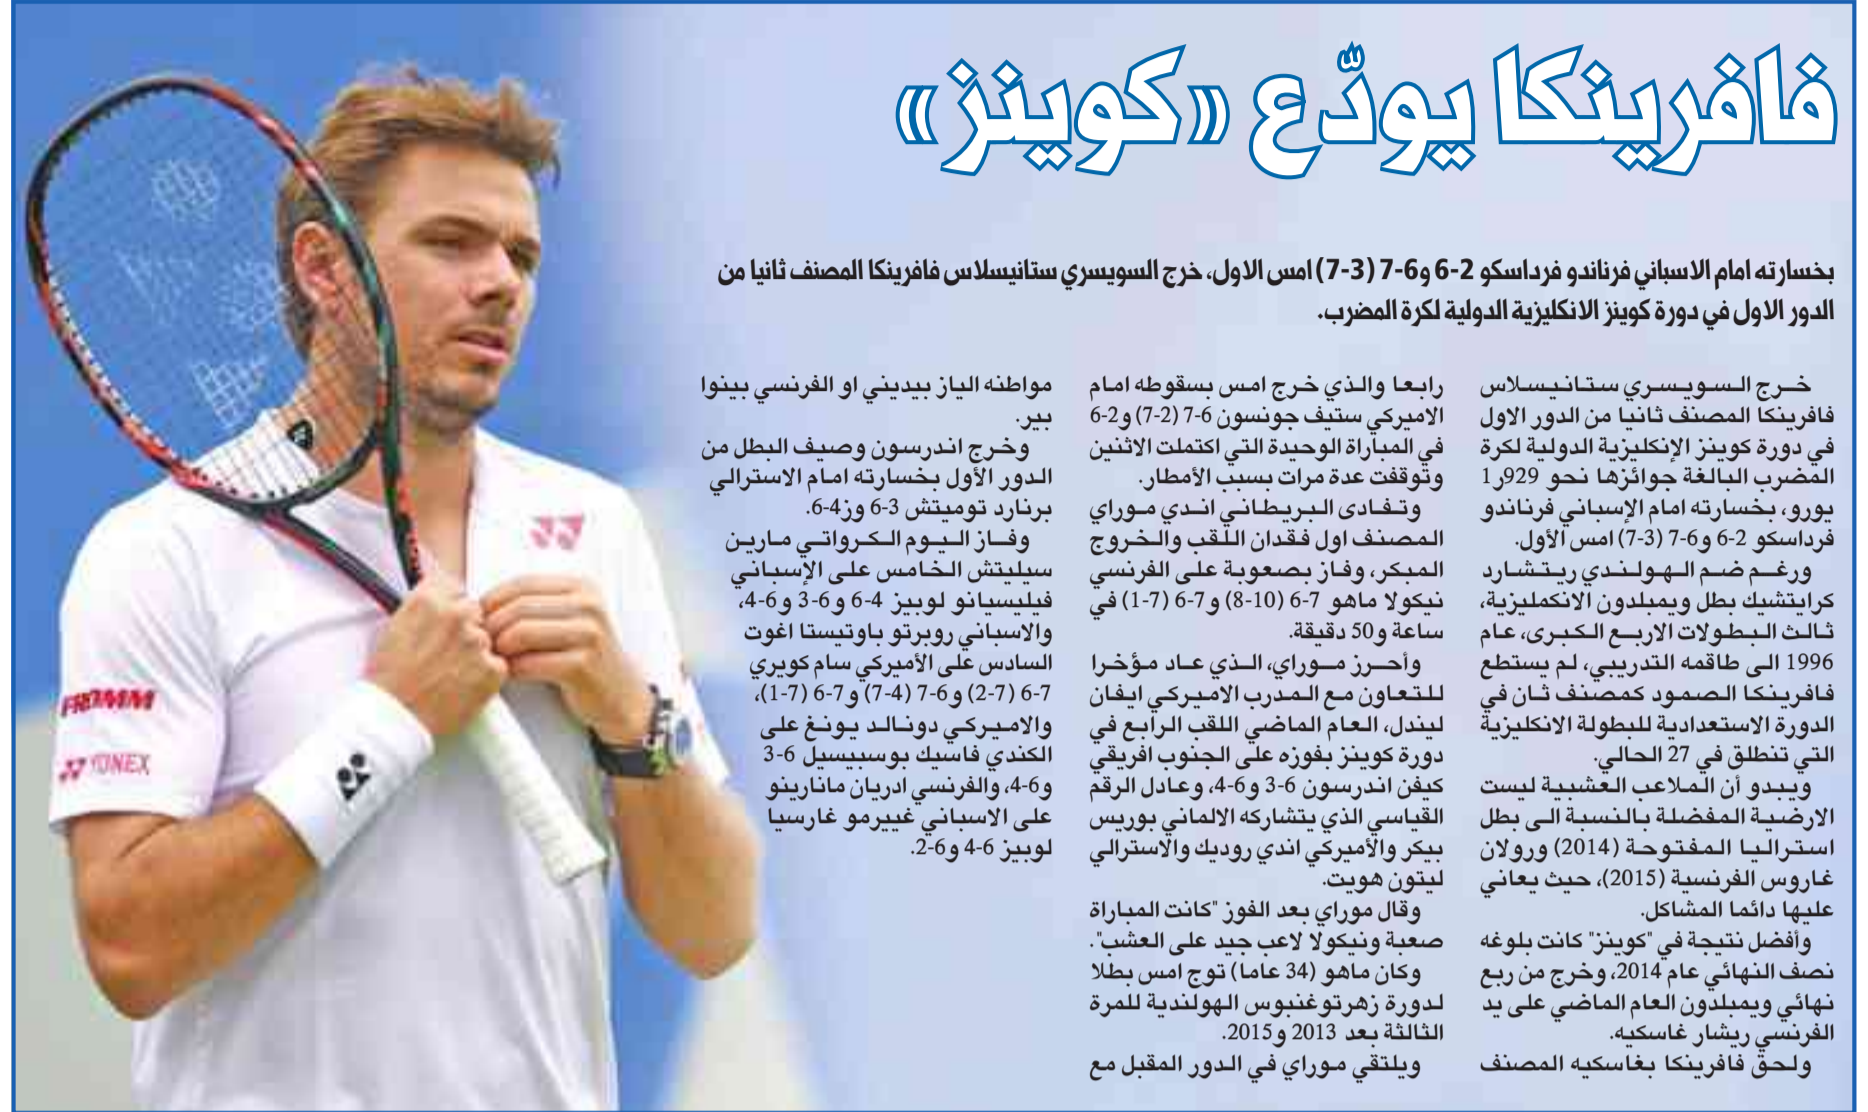 فافرينكا يودّع «كوينز»
بخسارته امام الاسباني فرناندو فرداسكو 2-6 و6-7 (3-7) امس الاول، خرج السويسري ستانيسلاس فافرينكا المصنف ثانيا من
الدور الاول في دورة كوينز الانكليزية الدولية لكرة المضرب.
خرج السويسري ستانيسلاس
فافرينكا المصنف ثانيا من الدور الاول
في دورة كوينز الإنكليزية الدولية لكرة
المضرب البالغة جوائزها نحو 929ر1
يورو، بخسارته امام الإسباني فرناندو
فرداسكو 2-6 و6-7 (3-7) امس الأول.
ورغم ضم الهولندي ريتشارد
كرايتشيك بطل ويمبلدون الانكمليزية،
ثالث البطولات الاربع الكبرى، عام
1996 الى طاقمه التدريبي، لم يستطع
فافرينكا الصمود كمصنف ثان في
الدورة الاستعدادية للبطولة الانكليزية
التي تنطلق في 27 الحالي.
ويبدو أن الملاعب العشبية ليست
الارضية المفضلة بالنسبة الى بطل
استراليا المفتوحة (2014) ورولان
غاروس الفرنسية (2015)، حيث يعاني
عليها دائما المشاكل.
وأفضل نتيجة في "كوينز" كانت بلوغه
نصف النهائي عام 2014، وخرج من ربع
نهائي ويمبلدون العام الماضي على يد
الفرنسي ريشار غاسكيه.
ولحق فافرينكا بغاسكيه المصنف
رابعا والذي خرج امس بسقوطه امام
الاميركي ستيف جونسون 6-7 (2-7) و2-6
في المباراة الوحيدة التي اكتملت الاثنين
وتوقفت عدة مرات بسبب الأمطار.
وتفادى البريطاني اندي موراي
المصنف اول فقدان اللقب والخروج
المبكر، وفاز بصعوبة على الفرنسي
نيكولا ماهو 7-6 (10-8) و7-6 (7-1) في
ساعة و50 دقيقة.
وأحرز موراي، الذي عاد مؤخرا
للتعاون مع المدرب الاميركي ايفان
ليندل، العام الماضي اللقب الرابع في
دورة كوينز بفوزه على الجنوب افريقي
كيفن اندرسون 6-3 و6-4، وعادل الرقم
القياسي الذي يتشاركه الالماني بوريس
بيكر والأميركي اندي روديك والاسترالي
ليتون هويت.
وقال موراي بعد الفوز "كانت المباراة
صعبة ونيكولا لاعب جيد على العشب".
وكان ماهو (34 عاما) توج امس بطلا
لدورة زهرتوغنبوس الهولندية للمرة
الثالثة بعد 2013 و2015.
ويلتقي موراي في الدور المقبل مع
مواطنه الياز بيديني او الفرنسي بينوا
بير.
وخرج اندرسون وصيف البطل من
الدور الأول بخسارته امام الاسترالي
برنارد توميتش 3-6 وز4-6.
وفاز اليوم الكرواتي مارين
سيليتش الخامس على الإسباني
فيليسيانو لوبيز 4-6 و6-3 و6-4،
والاسباني روبرتو باوتيستا اغوت
السادس على الأميركي سام كويري
7-6 (7-2) و6-7 (4-7) و7-6 (7-1)،
والاميركي دونالد يونغ على
الكندي فاسيك بوسبيسيل 6-3
و6-4، والفرنسي ادريان مانارينو
على الاسباني غييرمو غارسيا
لوبيز 6-4 و6-2.
FROMM
YONEX